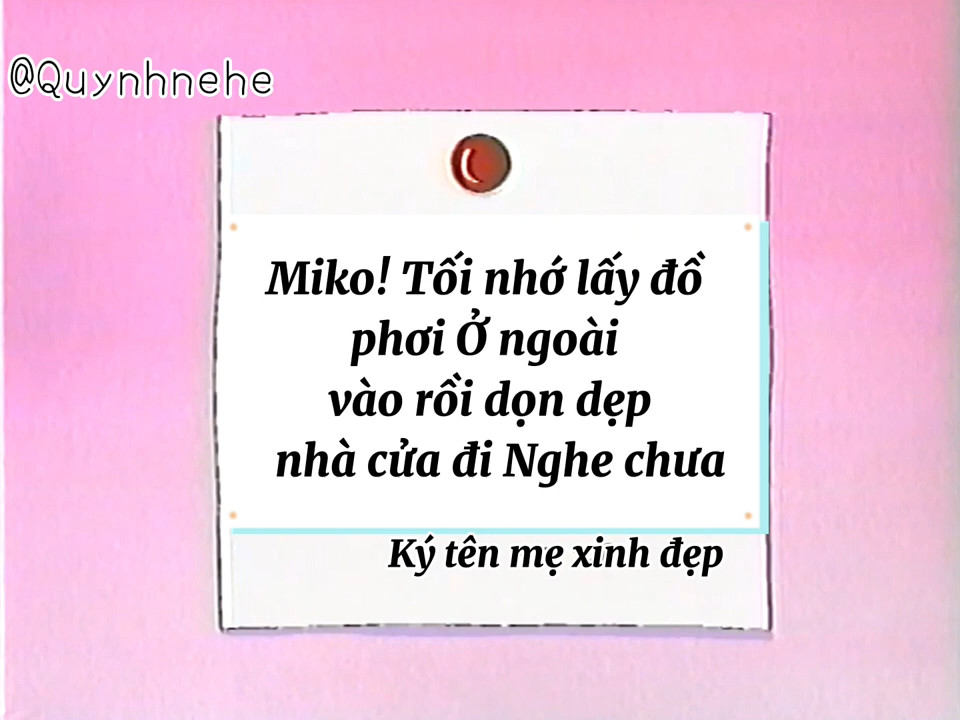 @Quynhnehe
Miko! Tối nhớ lấy đồ
phơi Ở ngoài
vào rồi dọn dẹp
nhà cửa đi Nghe chưa
Ký tên mẹ xinh đẹp